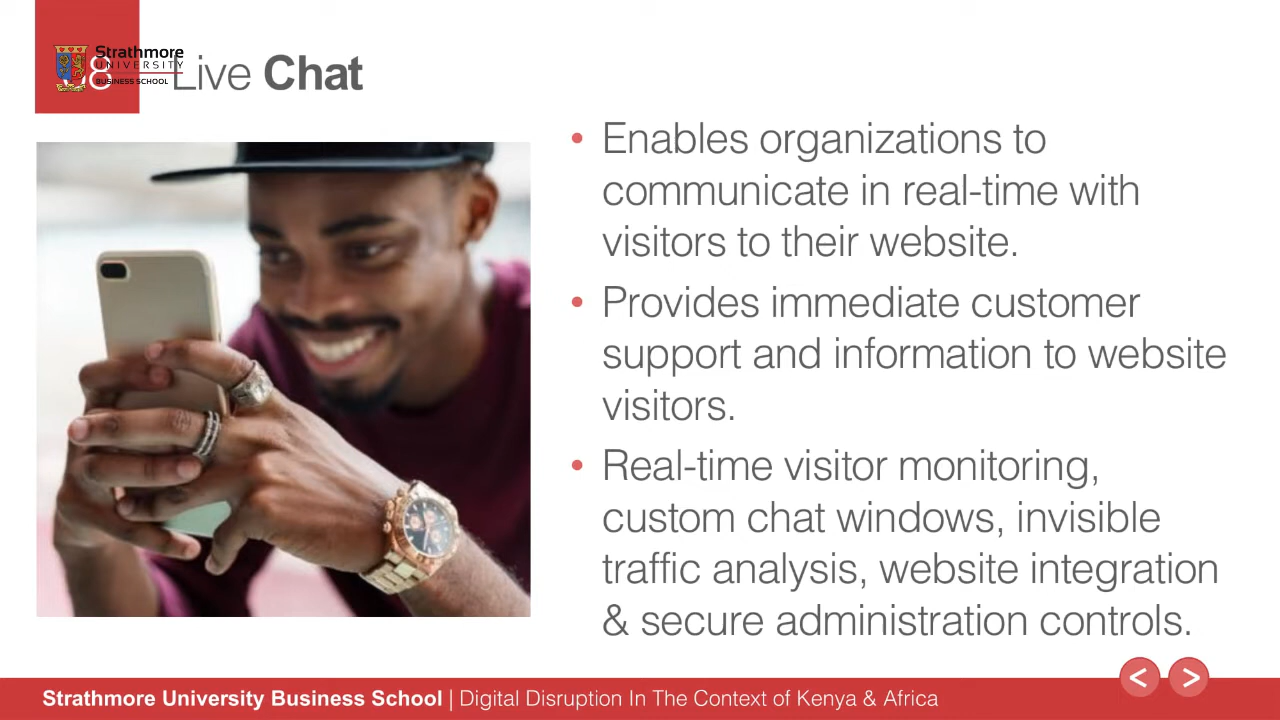 Strathmore
UNIVERSITY
BUSINESS SCHOOL
8 Live Chat
• Enables organizations to
communicate in real-time with
visitors to their website.
• Provides immediate customer
support and information to website
visitors.
• Real-time visitor monitoring,
custom chat windows, invisible
traffic analysis, website integration
& secure administration controls.
< >
Strathmore University Business School | Digital Disruption In The Context of Kenya & Africa